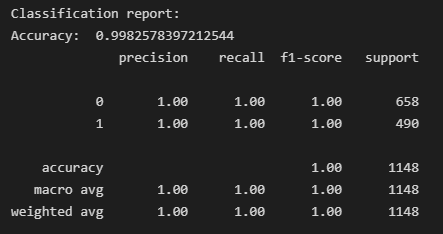 Classification report:
Accuracy:  0.9982578397212544
precision    recall  f1-score   support
0       1.00      1.00      1.00       658
1       1.00      1.00      1.00       490
accuracy                           1.00      1148
macro avg       1.00      1.00      1.00      1148
weighted avg       1.00      1.00      1.00      1148